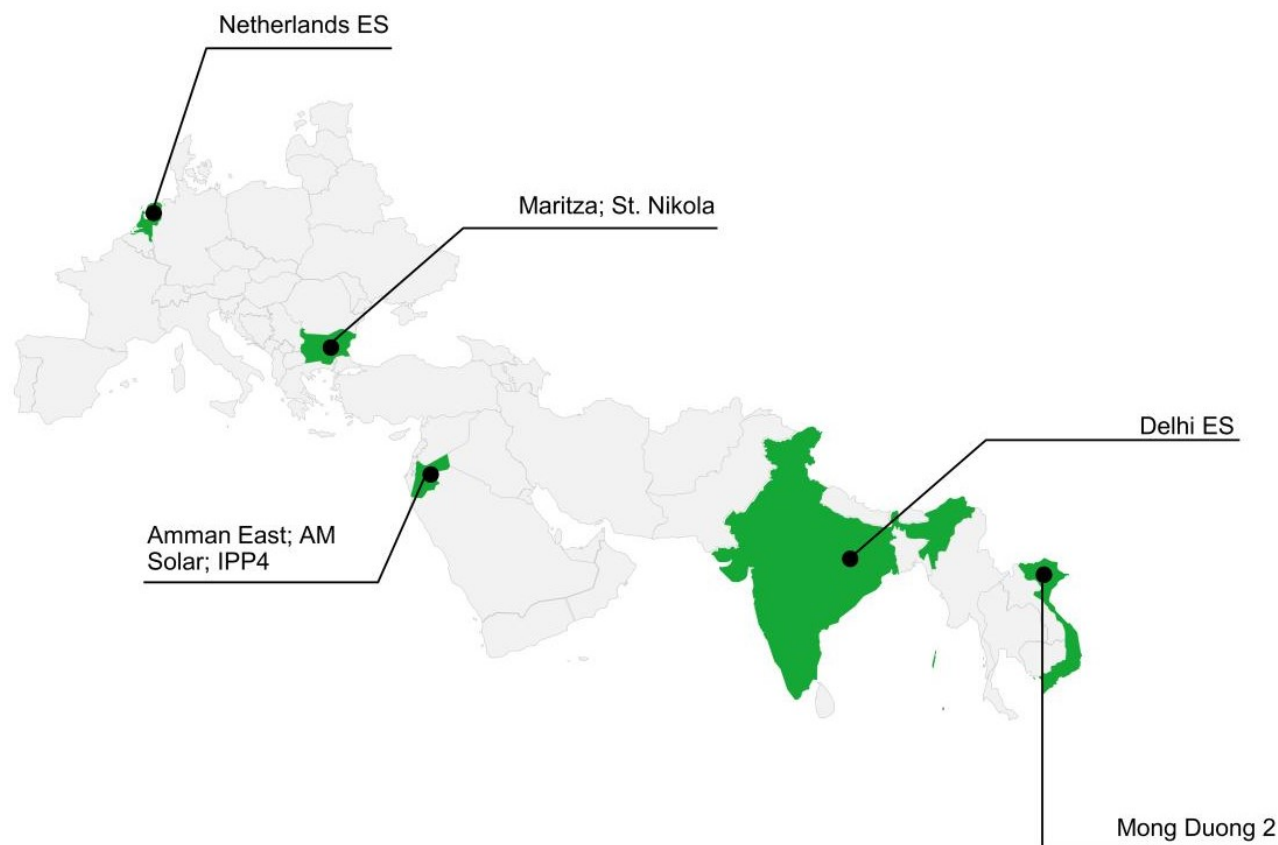 Netherlands ES
Maritza; St. Nikola
Delhi ES
Amman East; AM
Solar; IPP4
Mong Duong 2